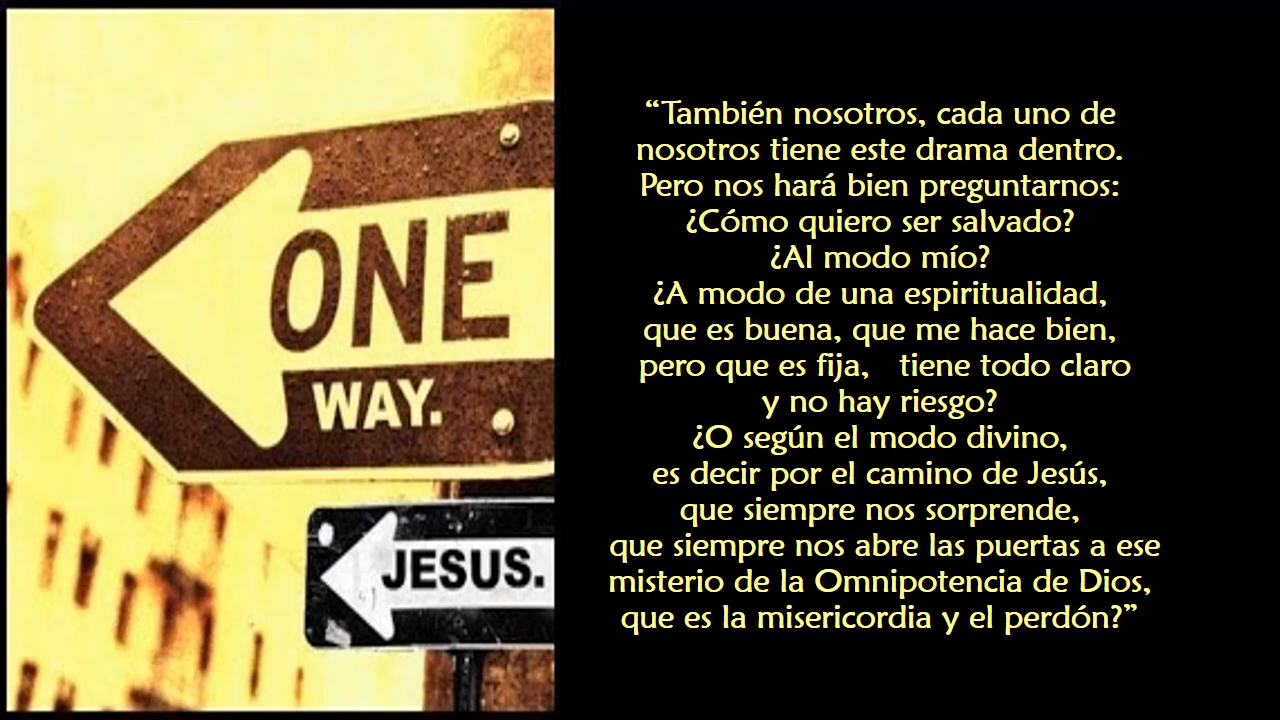 ONE
WAY.
JESUS.
“También nosotros, cada uno de
nosotros tiene este drama dentro.
Pero nos hará bien preguntarnos:
¿Cómo quiero ser salvado?
¿Al modo mío?
¿A modo de una espiritualidad,
que es buena, que me hace bien,
pero que es fija,   tiene todo claro
y no hay riesgo?
¿O según el modo divino,
es decir por el camino de Jesús,
que siempre nos sorprende,
que siempre nos abre las puertas a ese
misterio de la Omnipotencia de Dios,
que es la misericordia y el perdón?”